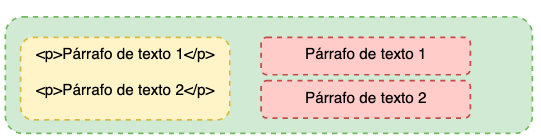 <p>Párrafo de texto 1</p>
<p>Párrafo de texto 2</p>
Párrafo de texto 1
Párrafo de texto 2